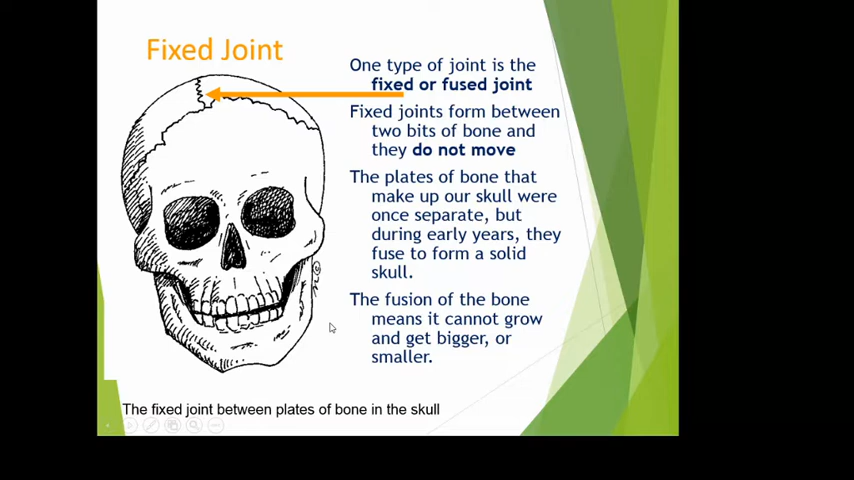 Fixed Joint
One type of joint is the
fixed or fused joint
Fixed joints form between
two bits of bone and
they do not move
The plates of bone that
make up our skull were
once separate, but
during early years, they
fuse to form a solid
skull.
The fusion of the bone
means it cannot grow
and get bigger, or
smaller.
The fixed joint between plates of bone in the skull